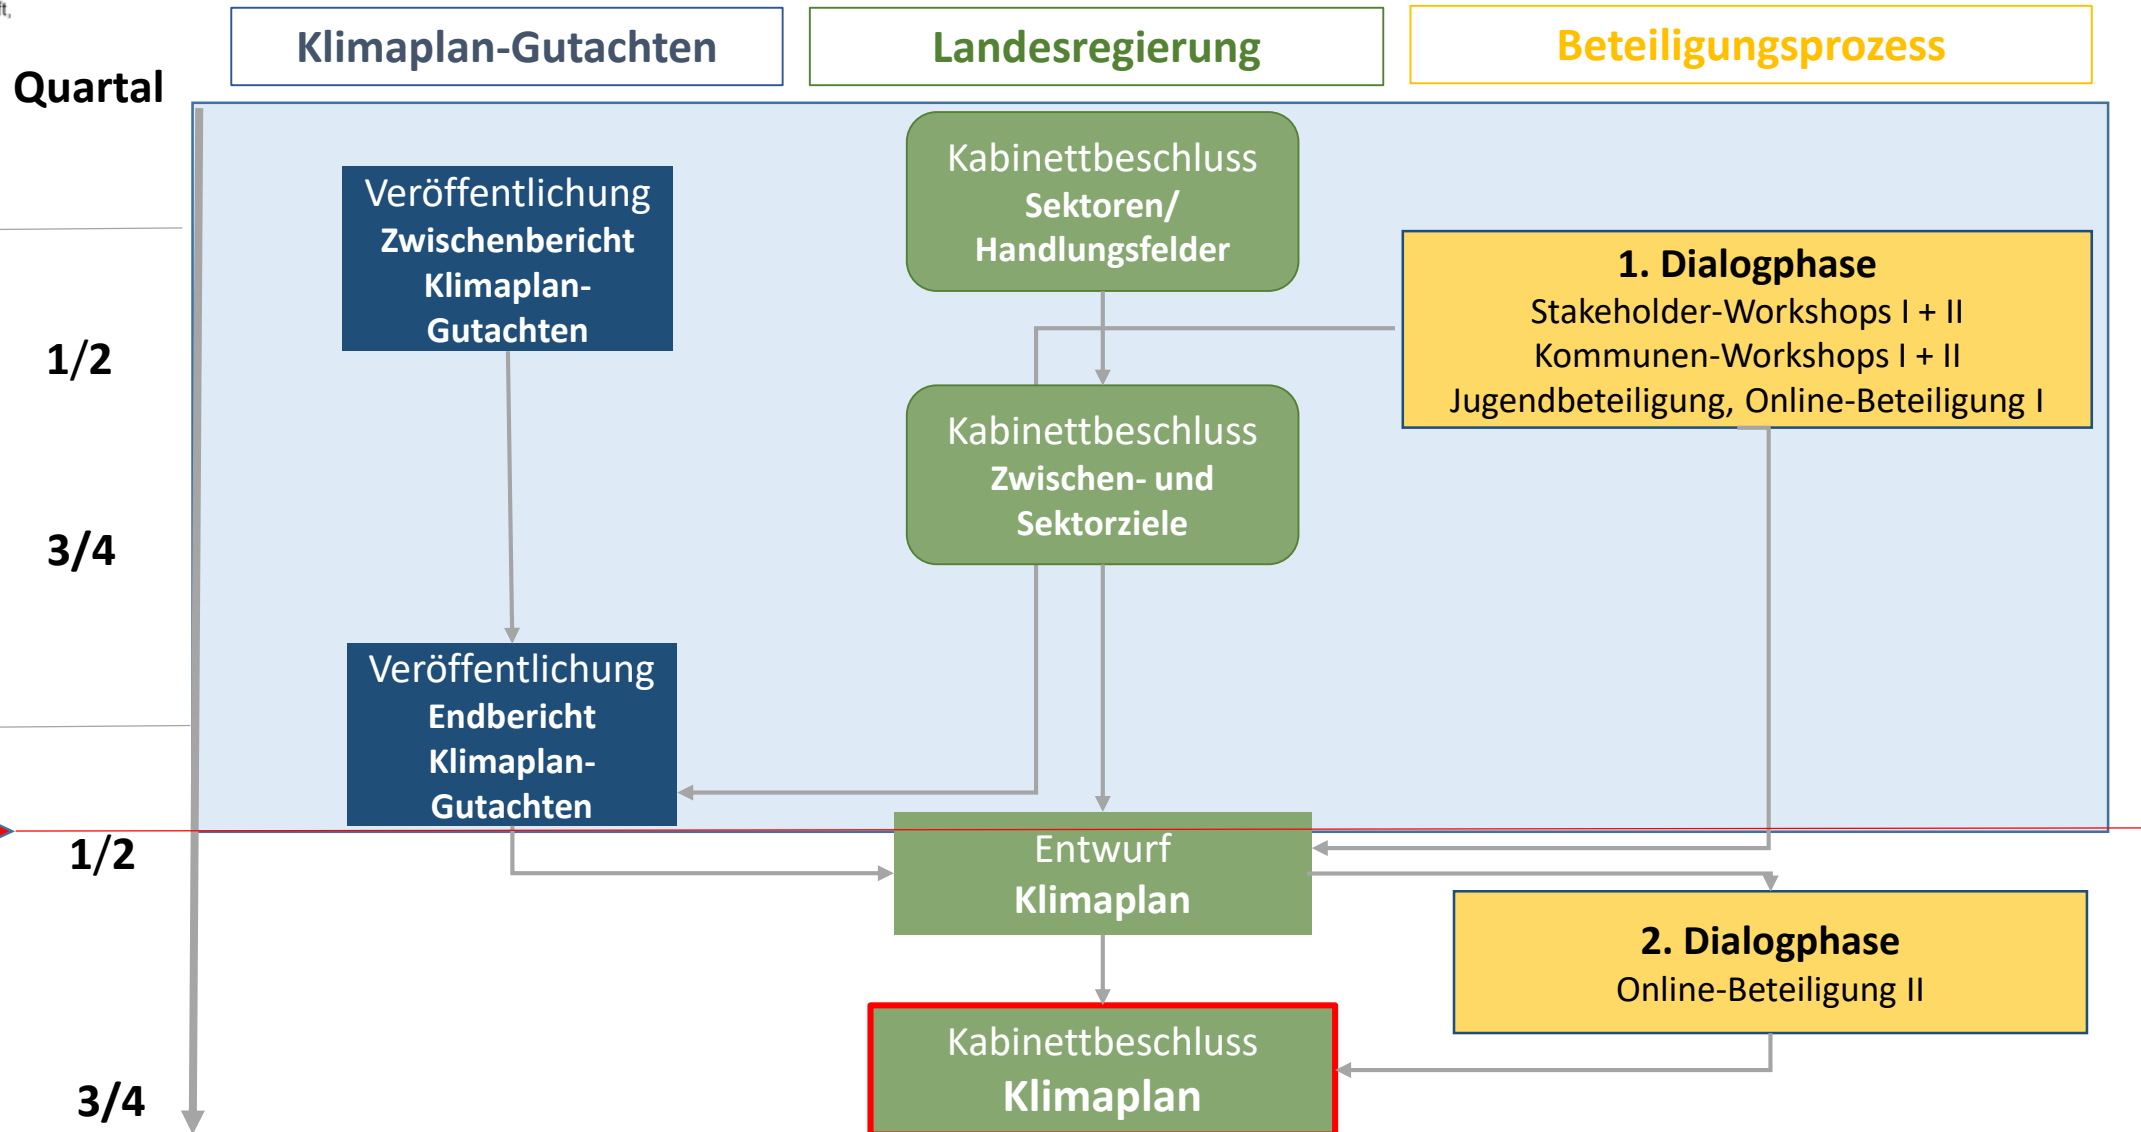 ft,
Klimaplan-Gutachten
Landesregierung
Beteiligungsprozess
Quartal
Veröffentlichung
Zwischenbericht
Klimaplan-
Gutachten
Kabinettbeschluss
Sektoren/
Handlungsfelder
1. Dialogphase
Stakeholder-Workshops I + II
Kommunen-Workshops I + II
Jugendbeteiligung, Online-Beteiligung I
1/2
Kabinettbeschluss
Zwischen- und
Sektorziele
3/4
Veröffentlichung
Endbericht
Klimaplan-
Gutachten
1/2
Entwurf
Klimaplan
2. Dialogphase
Online-Beteiligung II
Kabinettbeschluss
Klimaplan
3/4